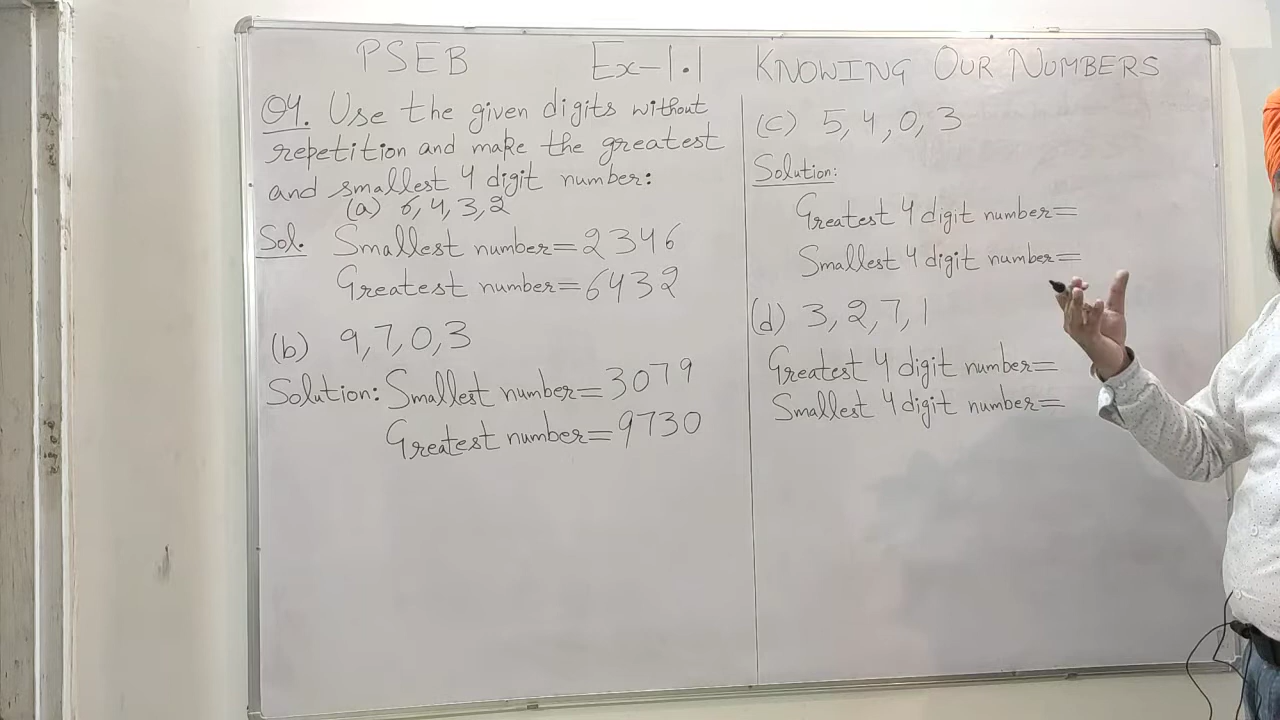 PSEB Ex-1.1 KNOWING OUR NUMBERS
Q4. Use the given digits without
repetition and make the greatest
and smallest 4 digit number:
(a) 6, 4, 3, 2
Sol. Smallest number = 2346
Greatest number = 6432
(b) 9, 7, 0, 3
Solution: Smallest number = 3079
Greatest number = 9730
(c) 5, 4, 0, 3
Solution:
Greatest 4 digit number =
Smallest 4 digit number =
(d) 3, 2, 7, 1
Greatest 4 digit number =
Smallest 4 digit number =